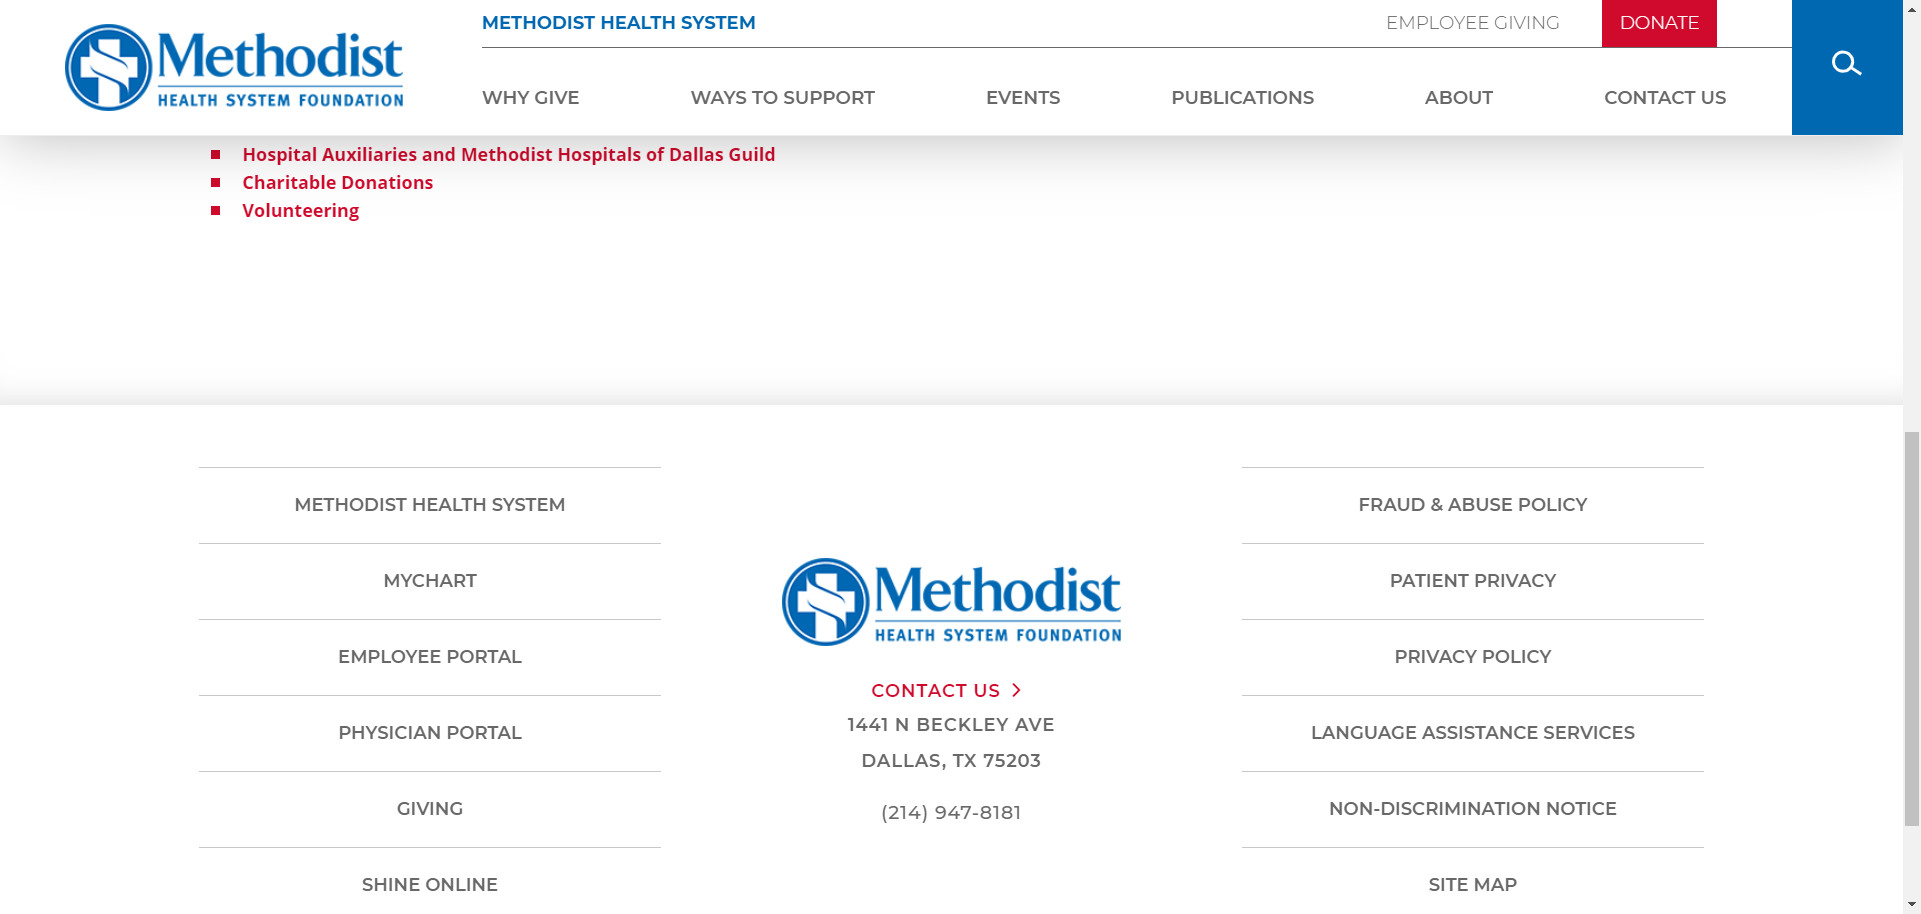 METHODIST HEALTH SYSTEM
EMPLOYEE GIVING
DONATE
Methodist
HEALTH SYSTEM FOUNDATION
WHY GIVE
WAYS TO SUPPORT
EVENTS
PUBLICATIONS
ABOUT
CONTACT US
Hospital Auxiliaries and Methodist Hospitals of Dallas Guild
Charitable Donations
Volunteering
METHODIST HEALTH SYSTEM
MYCHART
EMPLOYEE PORTAL
PHYSICIAN PORTAL
GIVING
SHINE ONLINE
Methodist
HEALTH SYSTEM FOUNDATION
CONTACT US
1441 N BECKLEY AVE
DALLAS, TX 75203
(214) 947-8181
FRAUD & ABUSE POLICY
PATIENT PRIVACY
PRIVACY POLICY
LANGUAGE ASSISTANCE SERVICES
NON-DISCRIMINATION NOTICE
SITE MAP